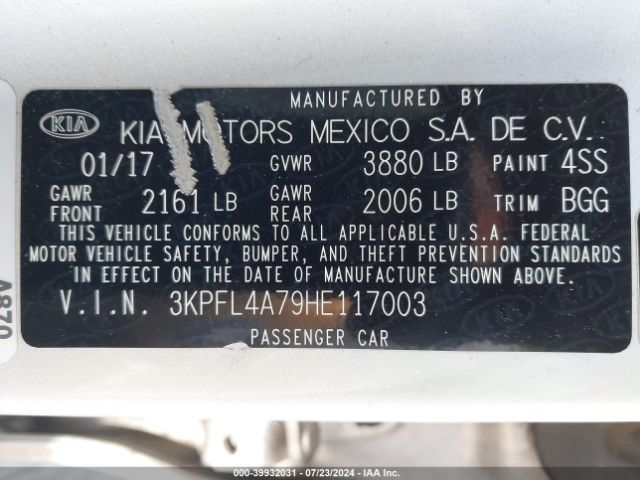 MANUFACTURED BY
KIA KIA MOTORS MEXICO S.A. DE C.V.
01/17 GVWR 3880 LB PAINT 4SS
GAWR FRONT 2161 LB GAWR REAR 2006 LB TRIM BGG
THIS VEHICLE CONFORMS TO ALL APPLICABLE U.S.A. FEDERAL
MOTOR VEHICLE SAFETY, BUMPER, AND THEFT PREVENTION STANDARDS
IN EFFECT ON THE DATE OF MANUFACTURE SHOWN ABOVE.
V.I.N. 3KPFL4A79HE117003
PASSENGER CAR
A870
000-39932031 - 07/23/2024 - IAA Inc.